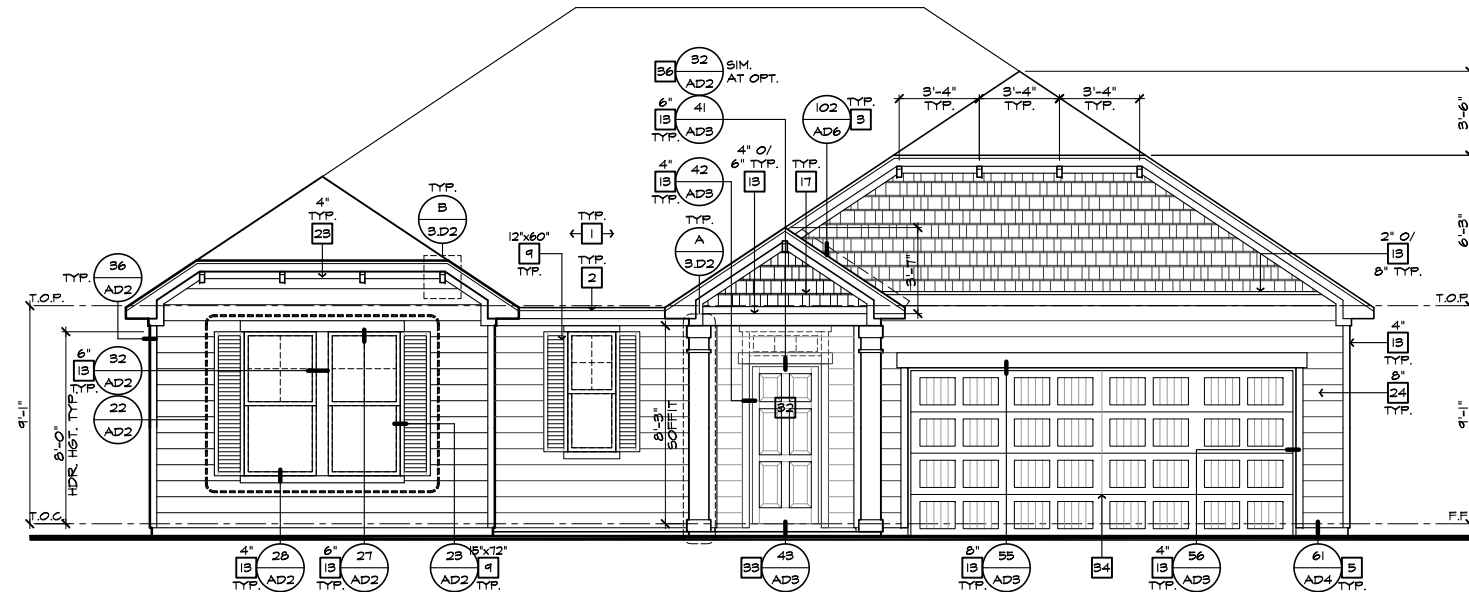 32
36
AD2
SIM.
AT OPT.
6"
13
TYP.
41
AD3
102
AD6
TYP.
3
3'-4"
TYP.
3'-4"
TYP.
3'-4"
TYP.
3'-6"
4"
13
TYP.
42
AD3
4" O/
6" TYP.
13
TYP.
17
TYP.
B
3.D2
4"
TYP.
23
TYP.
1
TYP.
2
12"x60"
9
TYP.
TYP.
A
3.D2
3'-7"
6'-3"
2" O/
13
8" TYP.
TYP.
36
AD2
T.O.P.
T.O.P.
6"
13
TYP.
32
AD2
22
AD2
9'-1"
8'-0"
HDR. HGT. TYP.
8'-3"
SOFFIT
32
4"
13
TYP.
8"
24
TYP.
9'-1"
T.O.C.
F.F.
4"
13
TYP.
28
AD2
6"
13
TYP.
27
AD2
23
AD2
15"x72"
9
TYP.
33
43
AD3
8"
13
TYP.
55
AD3
34
4"
13
TYP.
56
AD3
61
AD4
5
TYP.